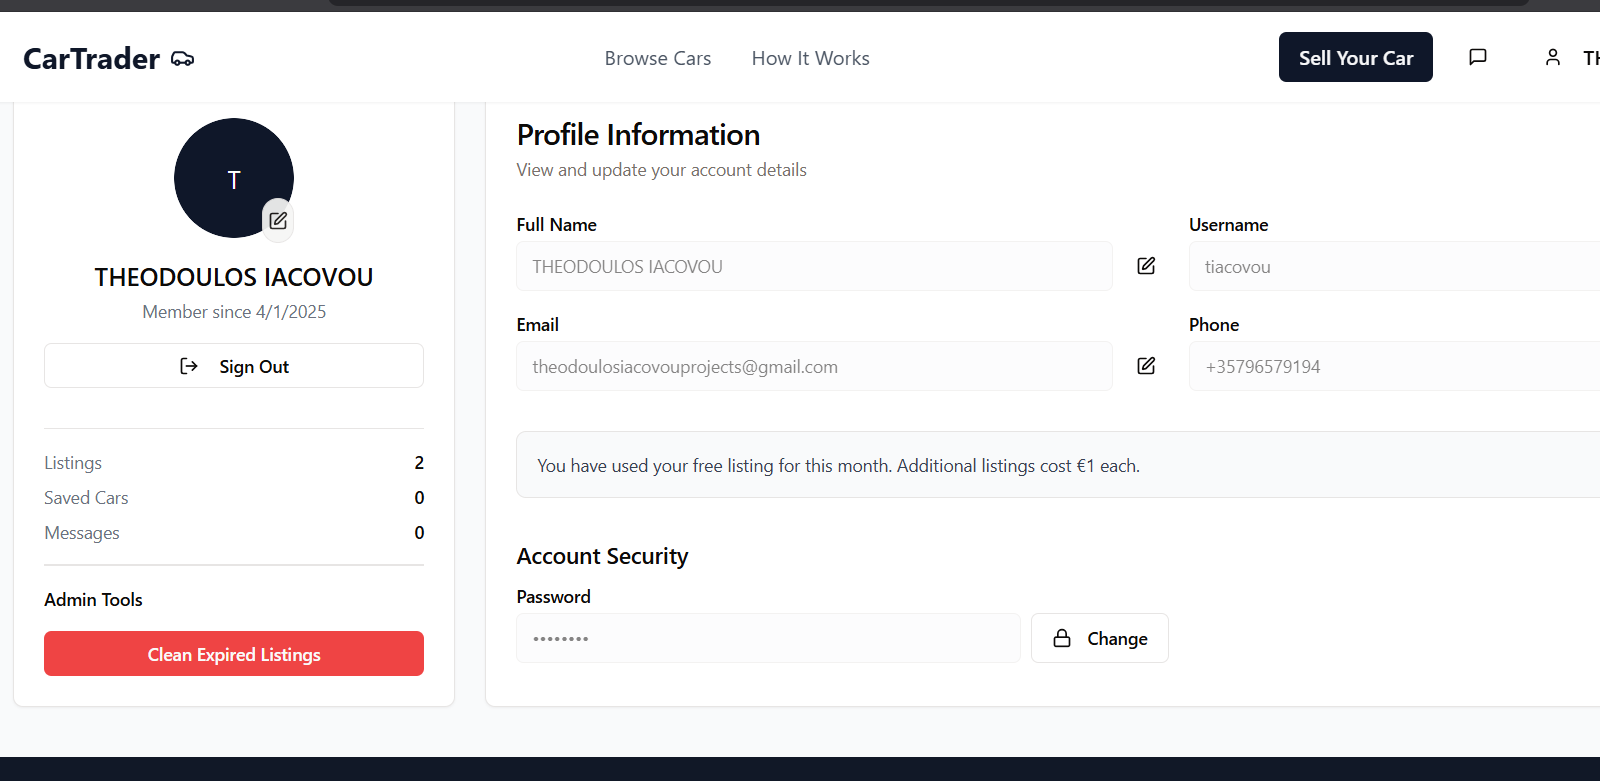 CarTrader
Browse Cars
How It Works
Sell Your Car
T
THEODOULOS IACOVOU
Member since 4/1/2025
Sign Out
Listings 2
Saved Cars 0
Messages 0
Admin Tools
Clean Expired Listings
Profile Information
View and update your account details
Full Name
THEODOULOS IACOVOU
Username
tiacovou
Email
theodoulosiacovouprojects@gmail.com
Phone
+35796579194
You have used your free listing for this month. Additional listings cost €1 each.
Account Security
Password
••••••••
Change